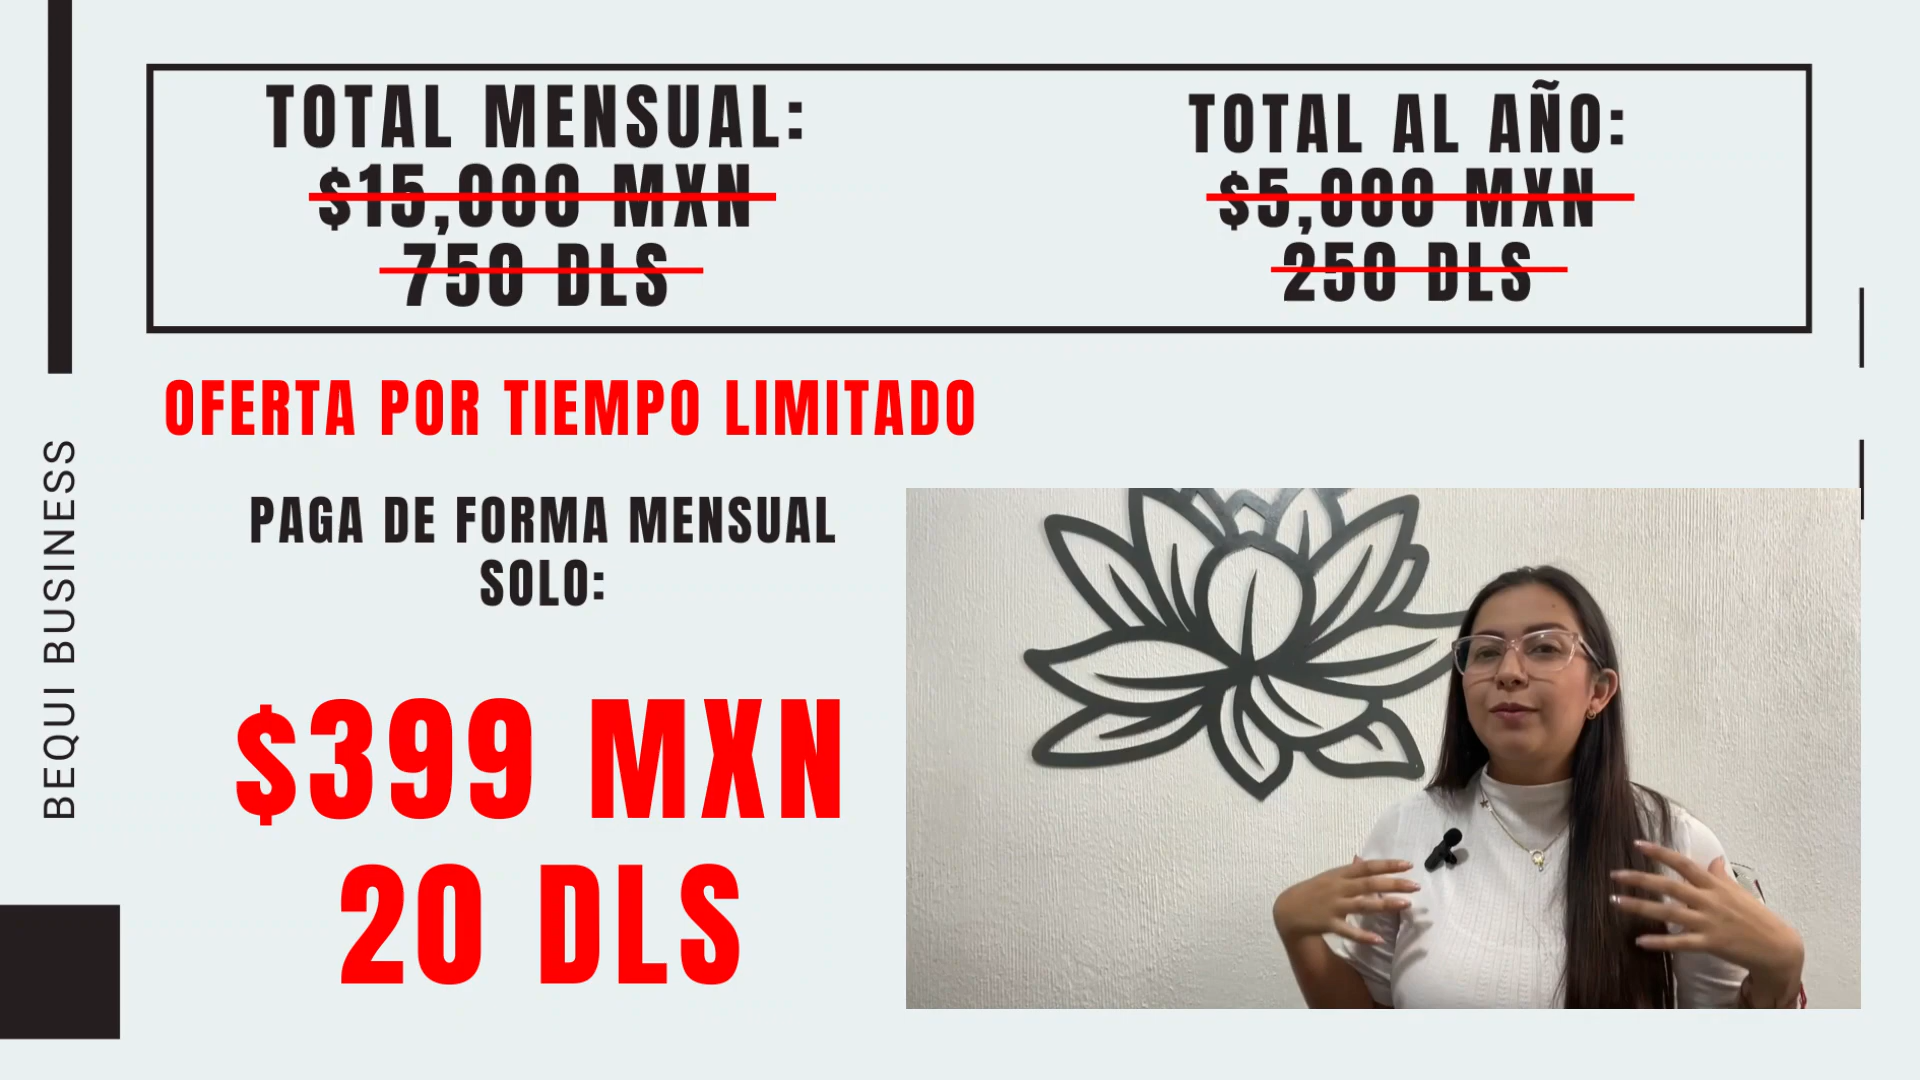 TOTAL MENSUAL:
$15,000 MXN
750 DLS
TOTAL AL AÑO:
$5,000 MXN
250 DLS
OFERTA POR TIEMPO LIMITADO
PAGA DE FORMA MENSUAL
SOLO:
$399 MXN
20 DLS
BEQUI BUSINESS